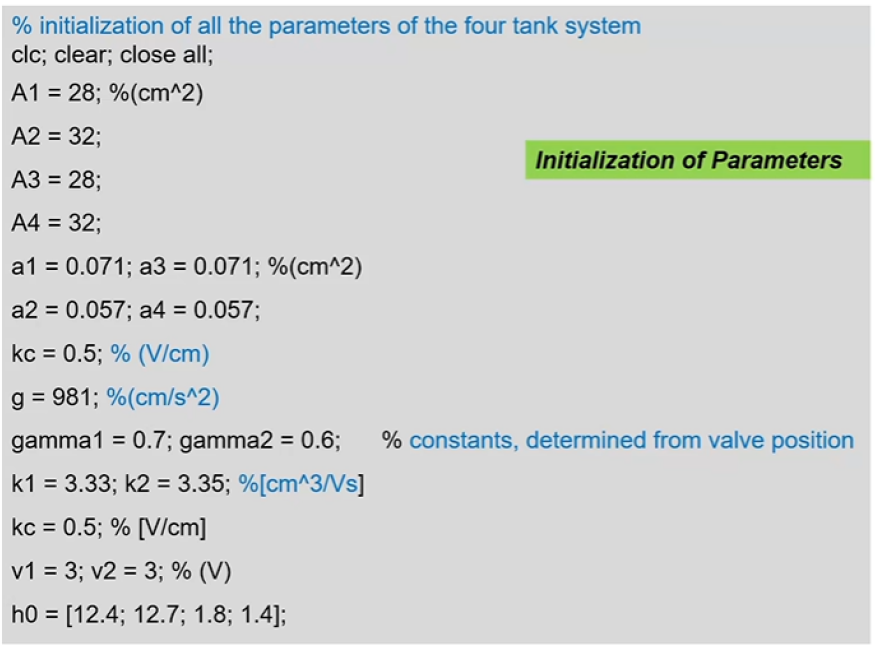 % initialization of all the parameters of the four tank system
clc; clear; close all;
A1 = 28; %(cm^2)
A2 = 32;
Initialization of Parameters
A3 = 28;
A4 = 32;
a1 = 0.071; a3 = 0.071; %(cm^2)
a2 = 0.057; a4 = 0.057;
kc = 0.5; % (V/cm)
g = 981; %(cm/s^2)
gamma1 = 0.7; gamma2 = 0.6; % constants, determined from valve position
k1 = 3.33; k2 = 3.35; %[cm^3/Vs]
kc = 0.5; % [V/cm]
v1 = 3; v2 = 3; % (V)
h0 = [12.4; 12.7; 1.8; 1.4];